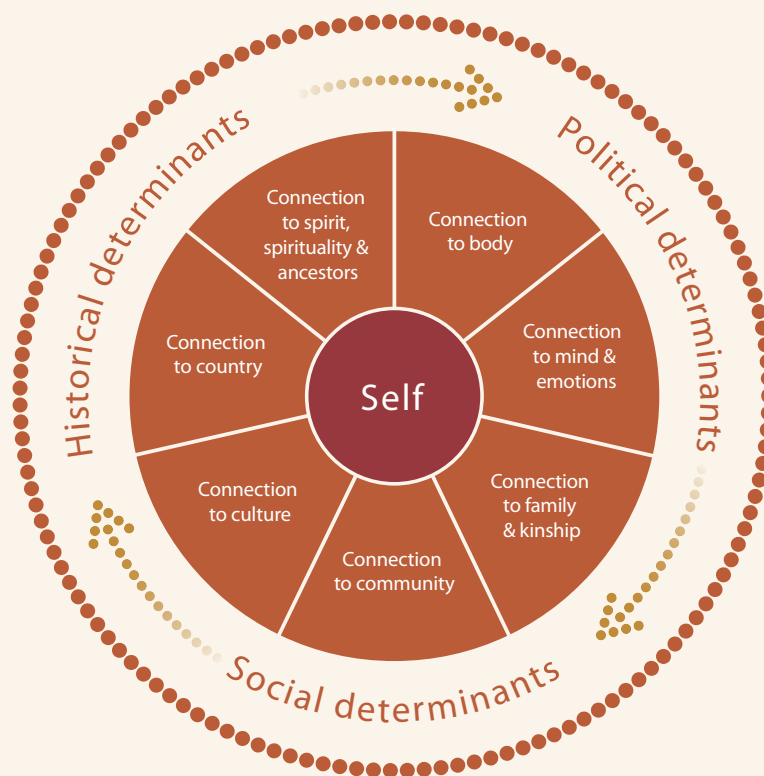 Historical determinants
Political determinants
Connection
to spirit,
spirituality &
ancestors
Connection
to body
Connection
to country
Connection
to mind &
emotions
Self
Connection
to culture
Connection
to family
& kinship
Connection
to community
Social determinants